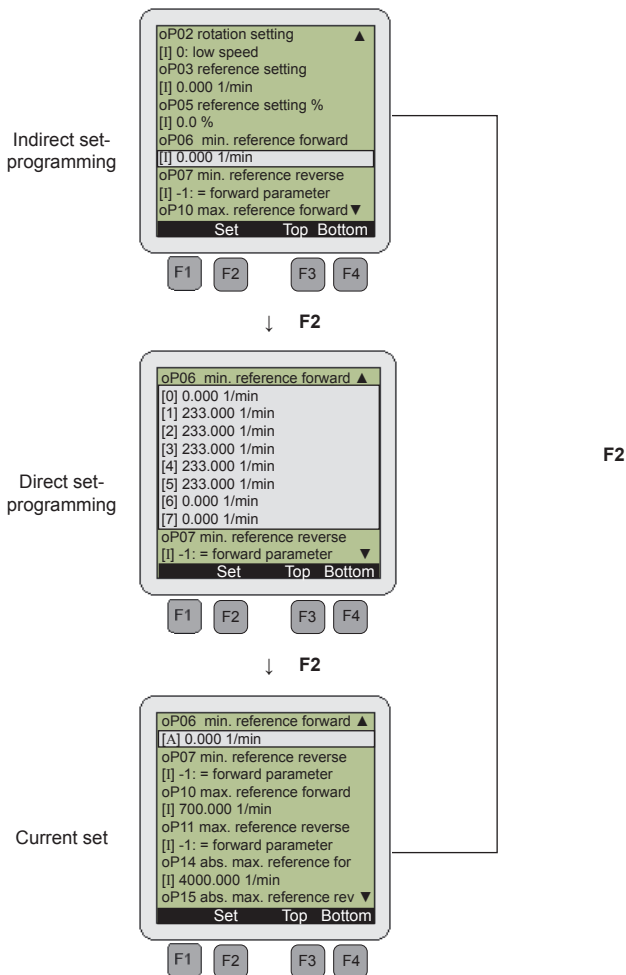 oP02 rotation setting ▲
[I] 0: low speed
oP03 reference setting
[I] 0.000 1/min
oP05 reference setting %
[I] 0.0 %
oP06 min. reference forward
[I] 0.000 1/min
oP07 min. reference reverse
[I] -1: = forward parameter
oP10 max. reference forward ▼
Set Top Bottom
Indirect set-
programming
F1 F2 F3 F4
↓ F2
oP06 min. reference forward ▲
[0] 0.000 1/min
[1] 233.000 1/min
[2] 233.000 1/min
[3] 233.000 1/min
[4] 233.000 1/min
[5] 233.000 1/min
[6] 0.000 1/min
[7] 0.000 1/min
oP07 min. reference reverse
[I] -1: = forward parameter ▼
Set Top Bottom
Direct set-
programming
F1 F2 F3 F4
↓ F2
oP06 min. reference forward ▲
[A] 0.000 1/min
oP07 min. reference reverse
[I] -1: = forward parameter
oP10 max. reference forward
[I] 700.000 1/min
oP11 max. reference reverse
[I] -1: = forward parameter
oP14 abs. max. reference for
[I] 4000.000 1/min
oP15 abs. max. reference rev ▼
Set Top Bottom
Current set
F1 F2 F3 F4
F2